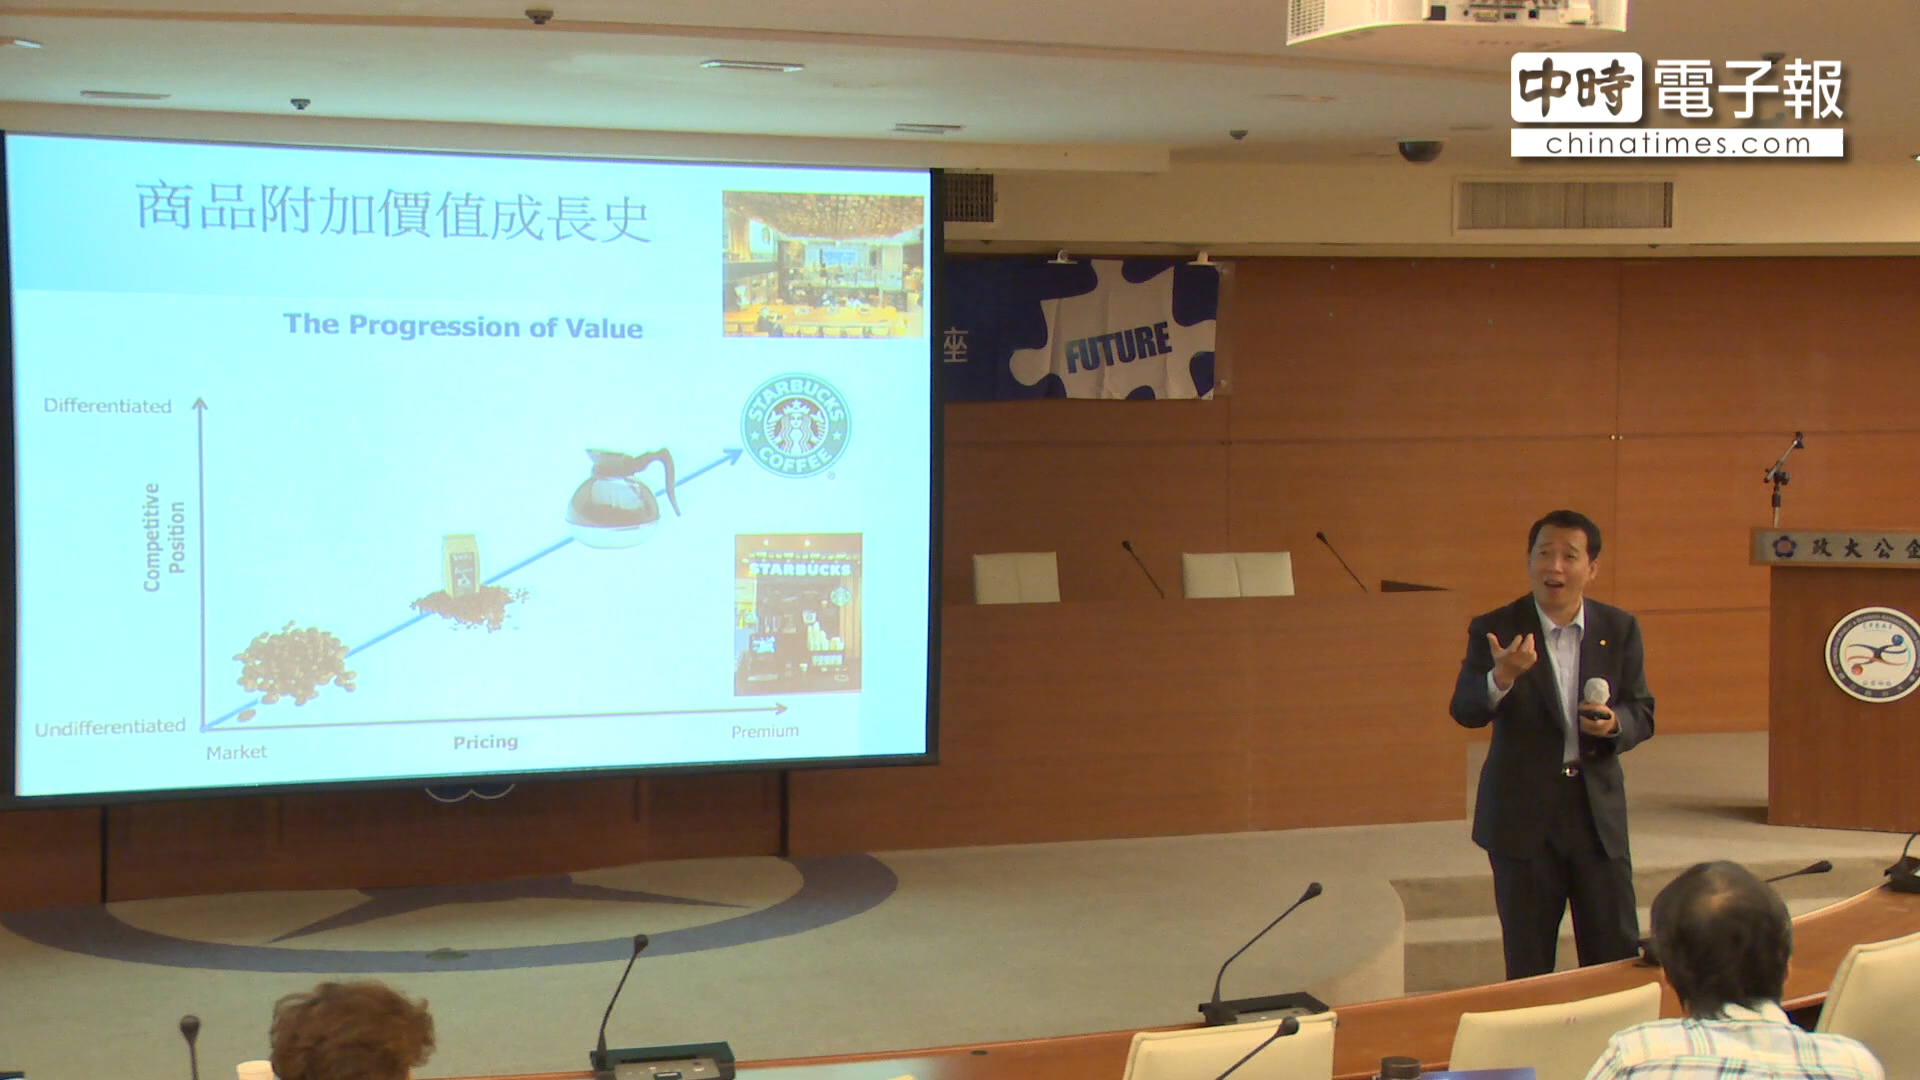 中時 電子報
chinatimes.com
商品附加價值成長史
The Progression of Value
Differentiated
Competitive
Position
Undifferentiated
Market
Pricing
Premium
STARBUCKS
COFFEE
STARBUCKS
座
FUTURE
政大公企